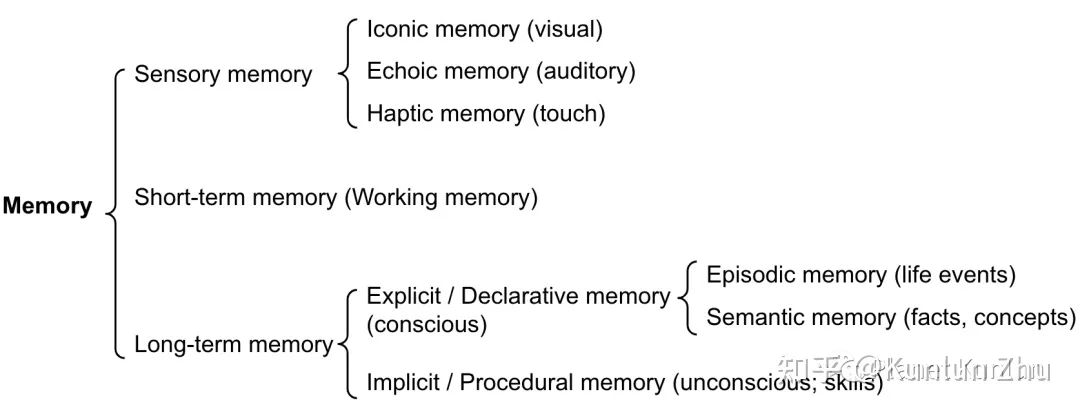 Iconic memory (visual)
Sensory memory
Echoic memory (auditory)
Haptic memory (touch)
Memory
Short-term memory (Working memory)
Episodic memory (life events)
Explicit / Declarative memory
(conscious)
Semantic memory (facts, concepts)
Long-term memory
Implicit / Procedural memory (unconscious; skills)
知乎